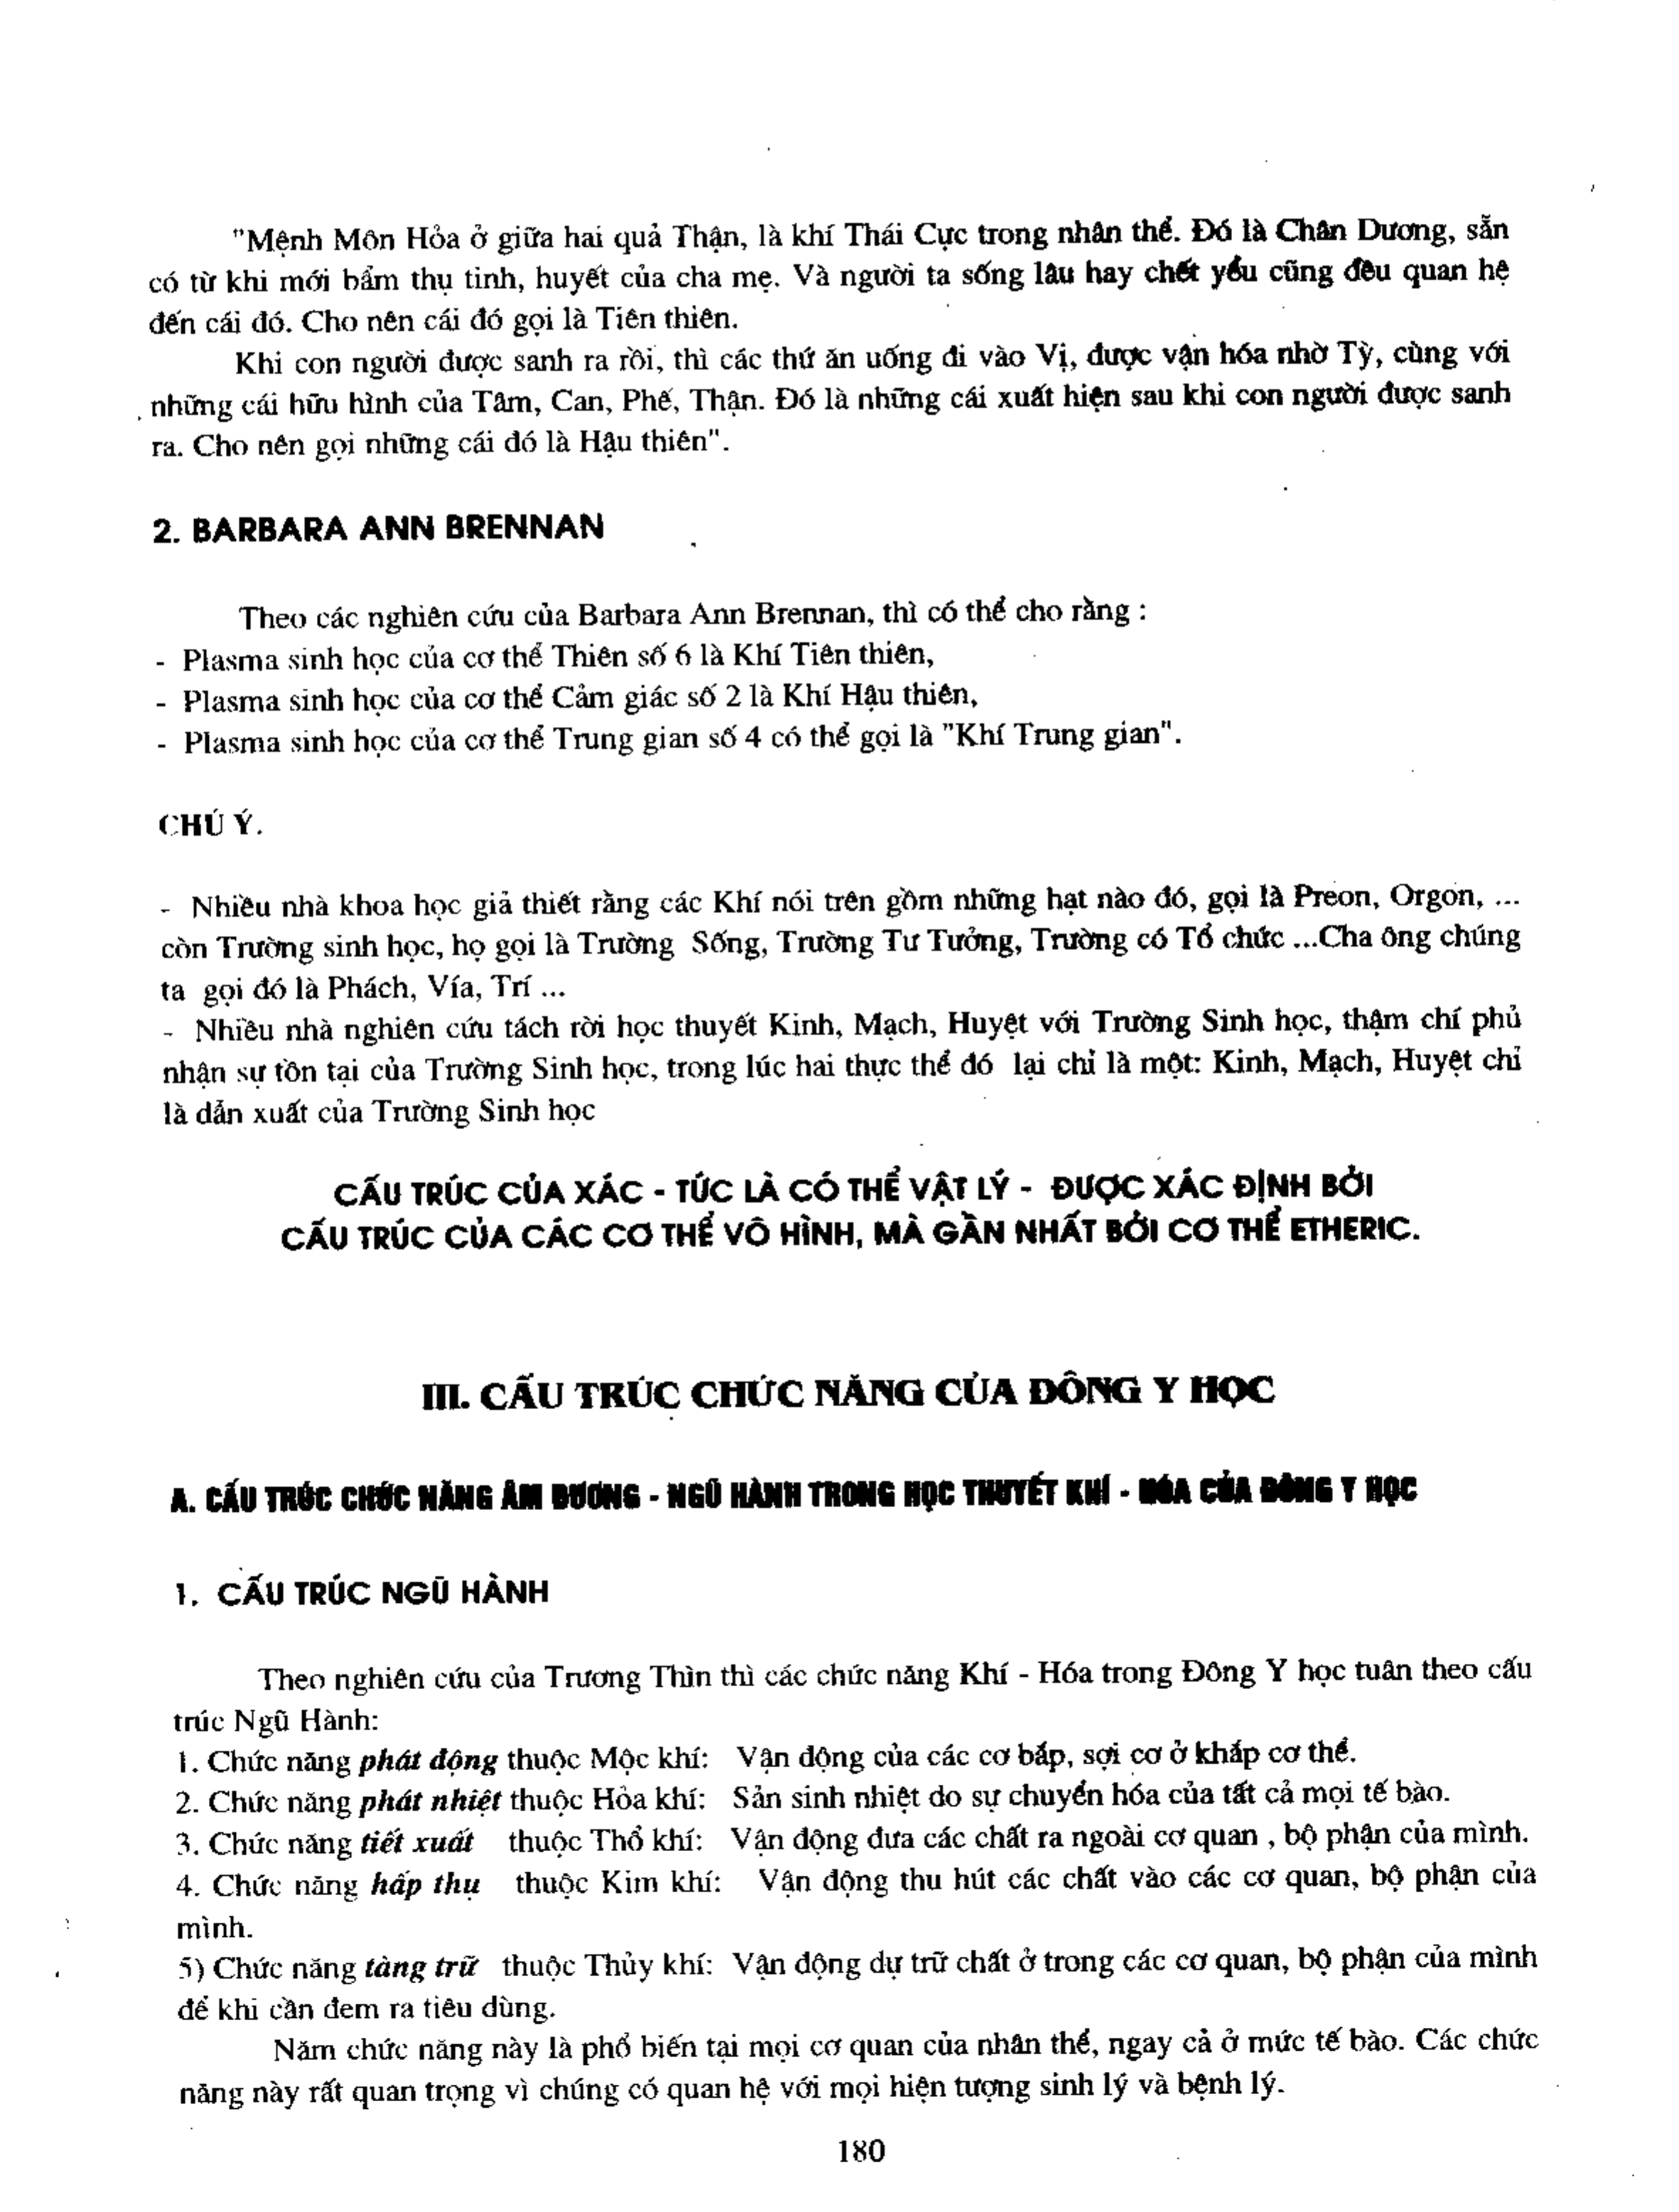 "Mệnh Môn Hỏa ở giữa hai quả Thận, là khí Thái Cực trong nhân thể. Đó là Chân Dương, sẵn
có từ khi mới bẩm thụ tinh, huyết của cha mẹ. Và người ta sống lâu hay chết yểu cũng đều quan hệ
đến cái đó. Cho nên cái đó gọi là Tiên thiên.
Khi con người được sanh ra rồi, thì các thứ ăn uống đi vào Vị, được vận hóa nhờ Tỳ, cùng với
những cái hữu hình của Tâm, Can, Phế, Thận. Đó là những cái xuất hiện sau khi con người được sanh
ra. Cho nên gọi những cái đó là Hậu thiên".
2. BARBARA ANN BRENNAN
Theo các nghiên cứu của Barbara Ann Brennan, thì có thể cho rằng :
- Plasma sinh học của cơ thể Thiên số 6 là Khí Tiên thiên,
- Plasma sinh học của cơ thể Cảm giác số 2 là Khí Hậu thiên,
- Plasma sinh học của cơ thể Trung gian số 4 có thể gọi là "Khí Trung gian".
CHÚ Ý.
- Nhiều nhà khoa học giả thiết rằng các Khí nói trên gồm những hạt nào đó, gọi là Preon, Orgon, ...
còn Trường sinh học, họ gọi là Trường Sống, Trường Tư Tưởng, Trường có Tổ chức ...Cha ông chúng
ta gọi đó là Phách, Vía, Trí ...
- Nhiều nhà nghiên cứu tách rời học thuyết Kinh, Mạch, Huyệt với Trường Sinh học, thậm chí phủ
nhận sự tồn tại của Trường Sinh học, trong lúc hai thực thể đó lại chỉ là một: Kinh, Mạch, Huyệt chỉ
là dẫn xuất của Trường Sinh học
CẤU TRÚC CỦA XÁC - TỨC LÀ CÓ THỂ VẬT LÝ - ĐƯỢC XÁC ĐỊNH BỞI
CẤU TRÚC CỦA CÁC CƠ THỂ VÔ HÌNH, MÀ GẦN NHẤT BỞI CƠ THỂ ETHERIC.
III. CẤU TRÚC CHỨC NĂNG CỦA ĐÔNG Y HỌC
A. CẤU TRÚC CHỨC NĂNG ÂM DƯƠNG - NGŨ HÀNH TRONG HỌC THUYẾT KHÍ - HÓA CỦA ĐÔNG Y HỌC
1. CẤU TRÚC NGŨ HÀNH
Theo nghiên cứu của Trương Thìn thì các chức năng Khí - Hóa trong Đông Y học tuân theo cấu
trúc Ngũ Hành:
1. Chức năng phát động thuộc Mộc khí: Vận động của các cơ bắp, sợi cơ ở khắp cơ thể.
2. Chức năng phát nhiệt thuộc Hỏa khí: Sản sinh nhiệt do sự chuyển hóa của tất cả mọi tế bào.
3. Chức năng tiết xuất thuộc Thổ khí: Vận động đưa các chất ra ngoài cơ quan , bộ phận của mình.
4. Chức năng hấp thụ thuộc Kim khí: Vận động thu hút các chất vào các cơ quan, bộ phận của
mình.
5) Chức năng tàng trữ thuộc Thủy khí: Vận động dự trữ chất ở trong các cơ quan, bộ phận của mình
để khi cần đem ra tiêu dùng.
Năm chức năng này là phổ biến tại mọi cơ quan của nhân thể, ngay cả ở mức tế bào. Các chức
năng này rất quan trọng vì chúng có quan hệ với mọi hiện tượng sinh lý và bệnh lý.
180